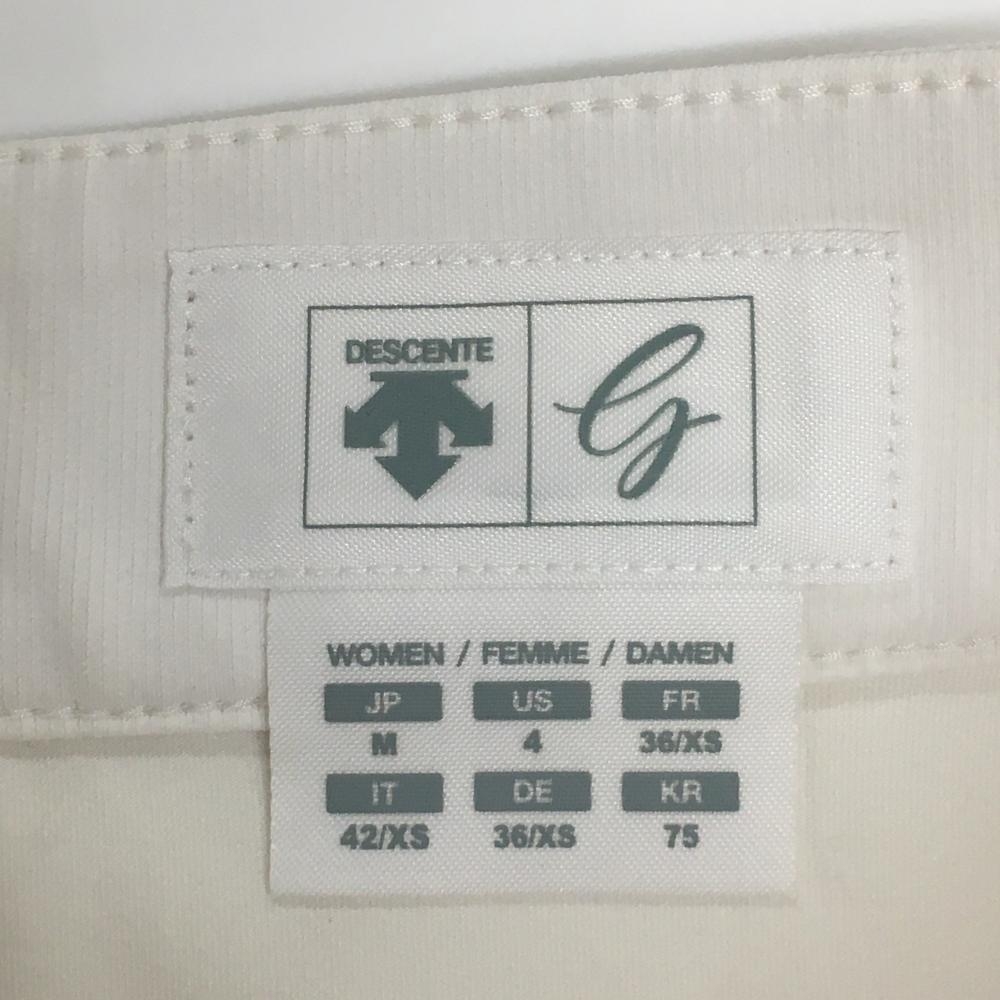 DESCENTE
G
WOMEN / FEMME / DAMEN
JP US FR
M 4 36/XS
IT DE KR
42/XS 36/XS 75